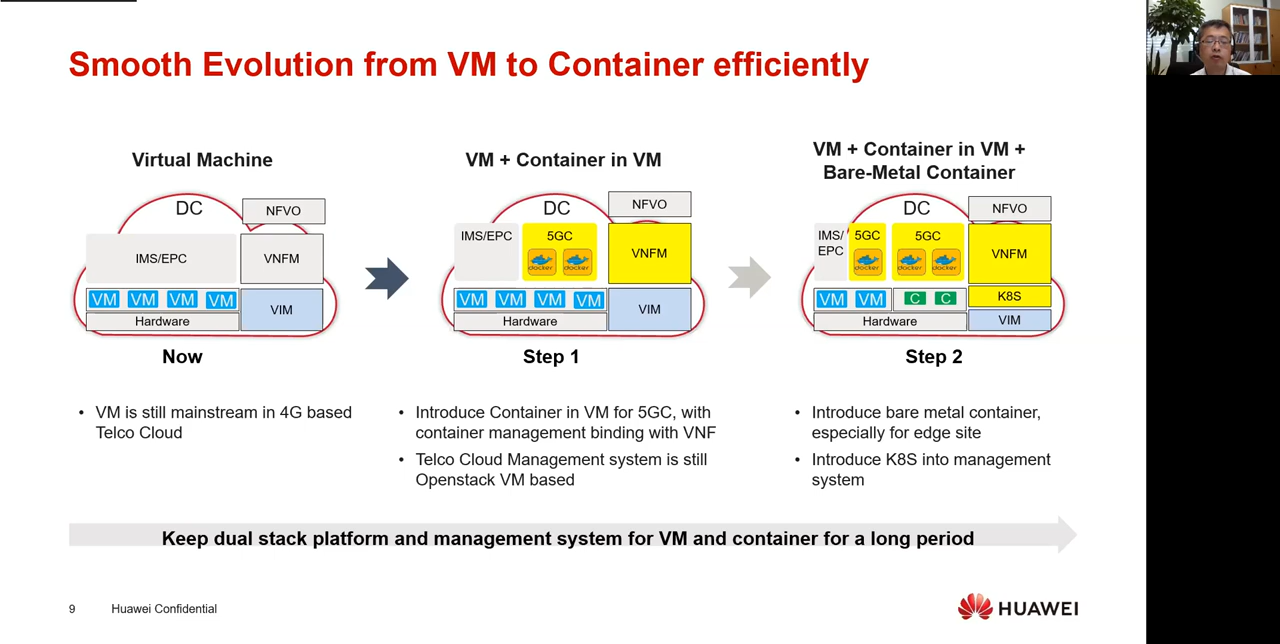 Smooth Evolution from VM to Container efficiently
Virtual Machine
DC
NFVO
IMS/EPC
VNFM
VM VM VM VM
VIM
Hardware
Now
VM + Container in VM
DC
NFVO
IMS/EPC
5GC
docker docker
VNFM
VM VM VM VM
VIM
Hardware
Step 1
VM + Container in VM +
Bare-Metal Container
DC
NFVO
IMS/
EPC
5GC
docker
5GC
docker docker
VNFM
VM VM
C C
K8S
VIM
Hardware
Step 2
• VM is still mainstream in 4G based
Telco Cloud
• Introduce Container in VM for 5GC, with
container management binding with VNF
• Telco Cloud Management system is still
Openstack VM based
• Introduce bare metal container,
especially for edge site
• Introduce K8S into management
system
Keep dual stack platform and management system for VM and container for a long period
9 Huawei Confidential
HUAWEI